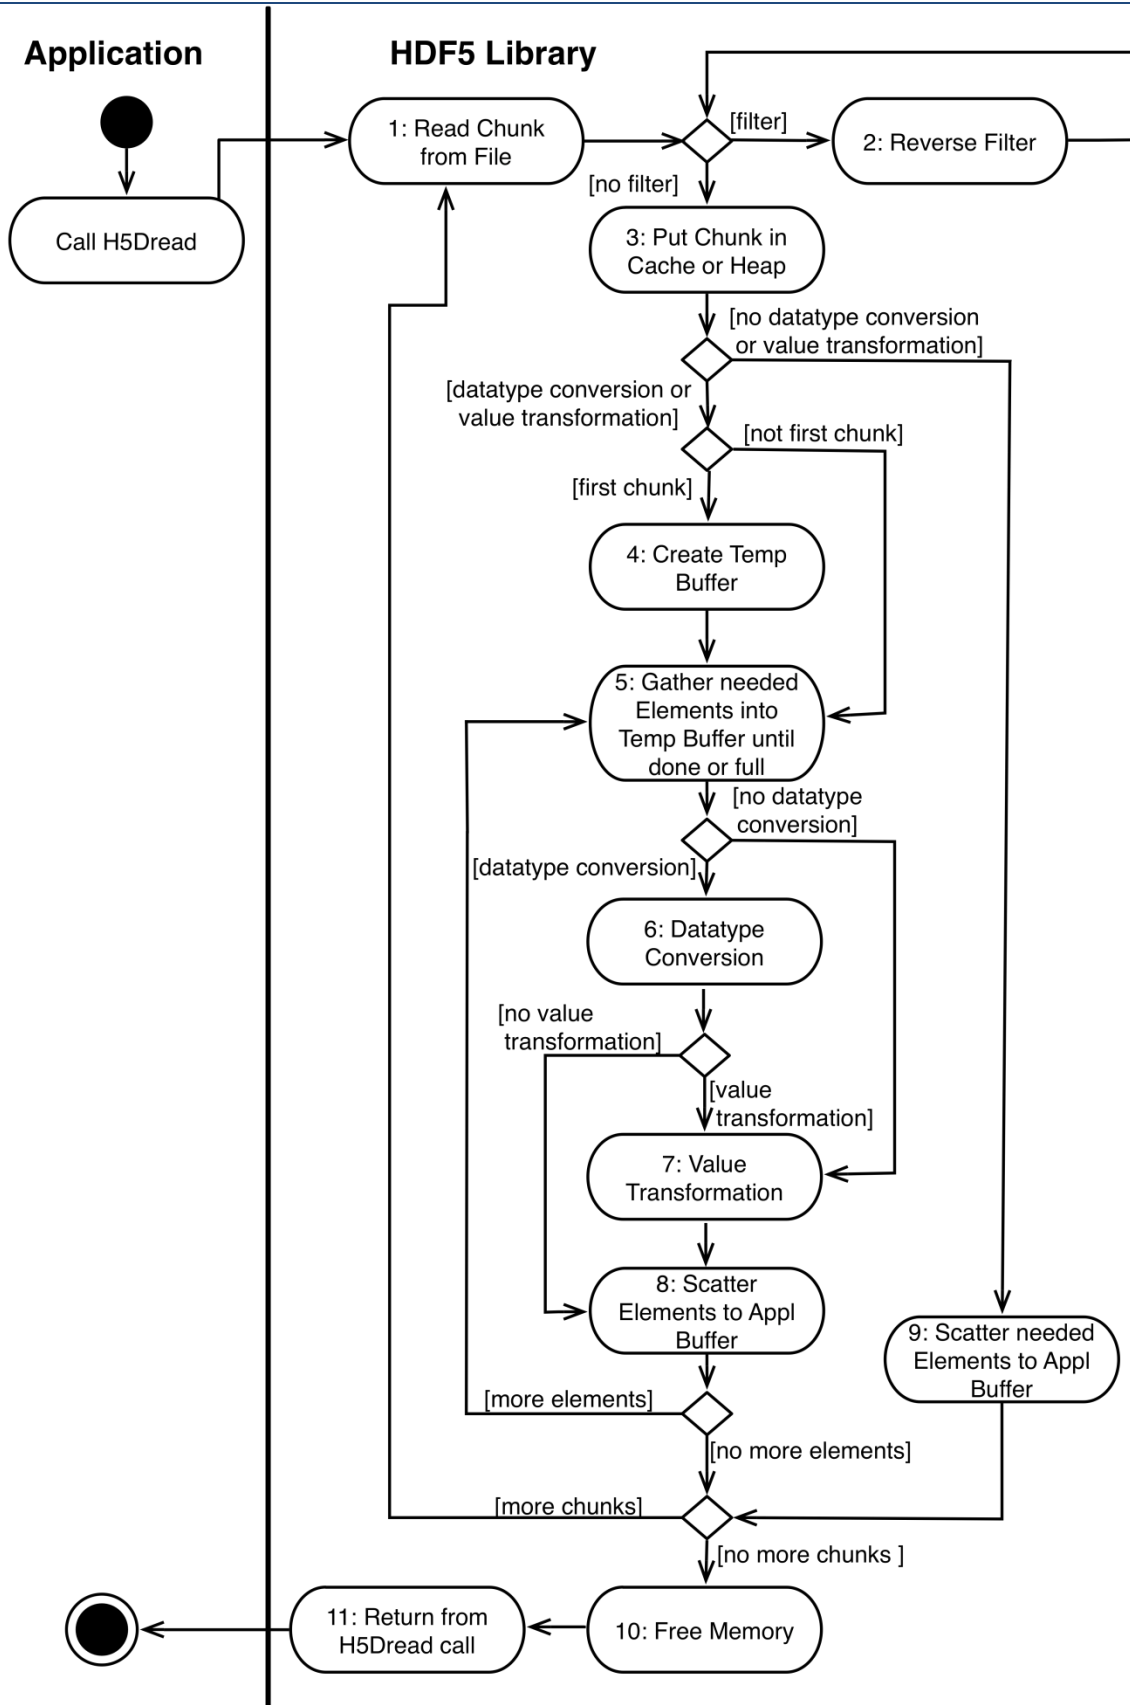 Application
HDF5 Library
1: Read Chunk
from File
[filter]
2: Reverse Filter
[no filter]
Call H5Dread
3: Put Chunk in
Cache or Heap
[no datatype conversion
or value transformation]
[datatype conversion or
value transformation]
[not first chunk]
[first chunk]
4: Create Temp
Buffer
5: Gather needed
Elements into
Temp Buffer until
done or full
[no datatype
conversion]
[datatype conversion]
6: Datatype
Conversion
[no value
transformation]
[value
transformation]
7: Value
Transformation
8: Scatter
Elements to Appl
Buffer
9: Scatter needed
Elements to Appl
Buffer
[more elements]
[no more elements]
[more chunks]
[no more chunks ]
11: Return from
H5Dread call
10: Free Memory